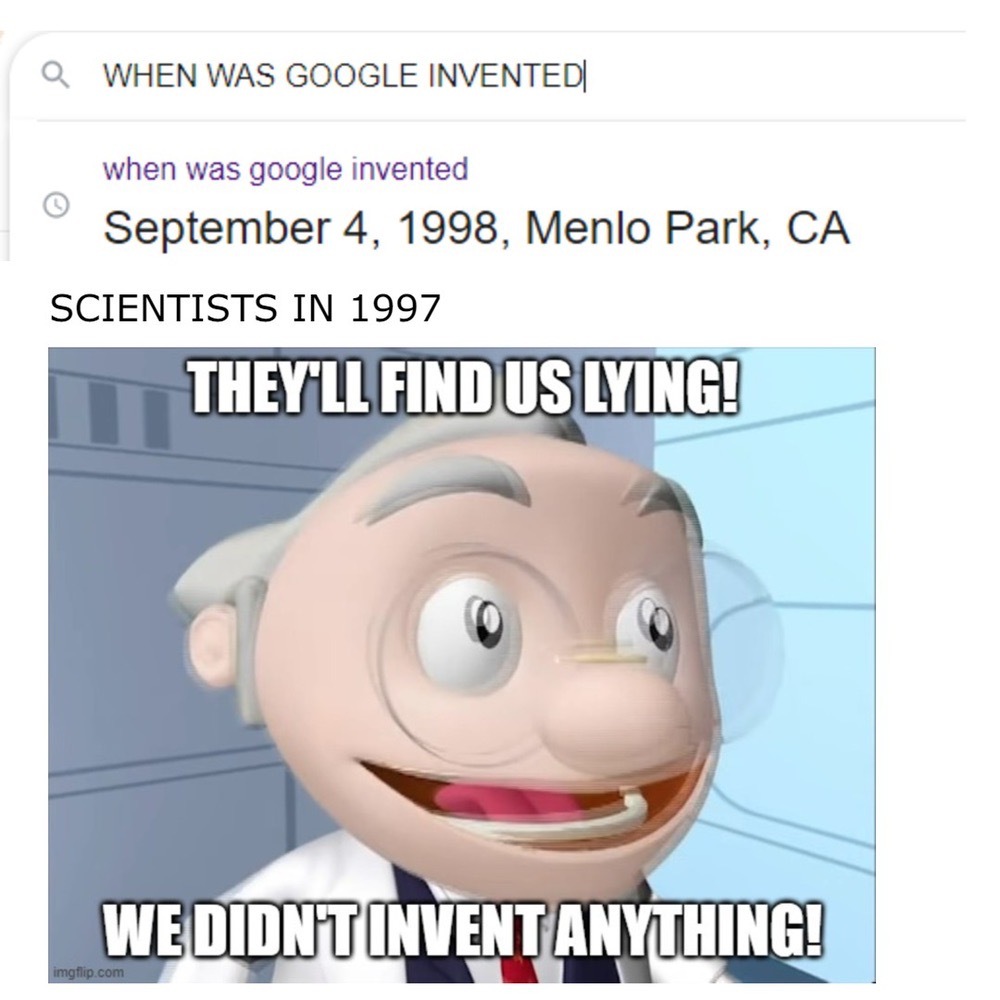 WHEN WAS GOOGLE INVENTED
when was google invented
September 4, 1998, Menlo Park, CA
SCIENTISTS IN 1997
THEY'LL FIND US LYING!
WE DIDN'T INVENT ANYTHING!
imgflip.com